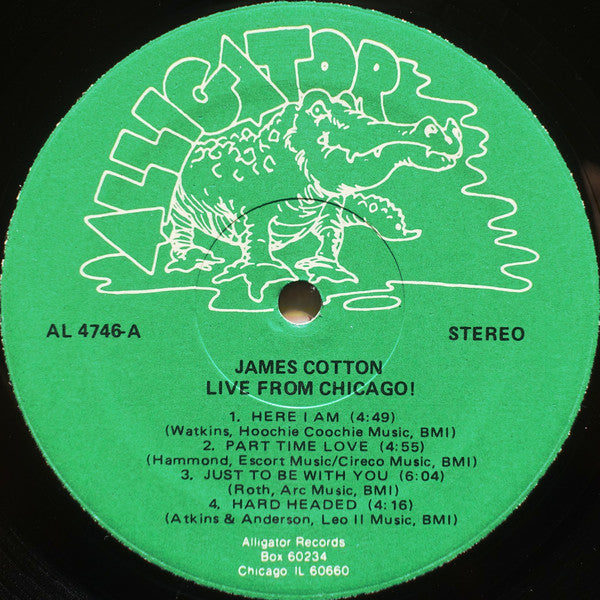 ALLIGATOR
AL 4746-A
STEREO
JAMES COTTON
LIVE FROM CHICAGO!
1. HERE I AM (4:49)
(Watkins, Hoochie Coochie Music, BMI)
2. PART TIME LOVE (4:55)
(Hammond, Escort Music/Cireco Music, BMI)
3. JUST TO BE WITH YOU (6:04)
(Roth, Arc Music, BMI)
4. HARD HEADED (4:16)
(Atkins & Anderson, Leo II Music, BMI)
Alligator Records
Box 60234
Chicago IL 60660